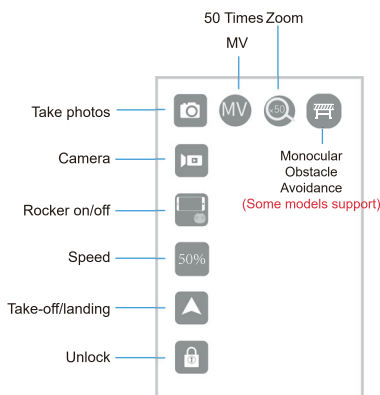 50 Times Zoom
MV
Take photos
MV
×50
Camera
Monocular
Obstacle
Avoidance
(Some models support)
Rocker on/off
Speed
50%
Take-off/landing
Unlock